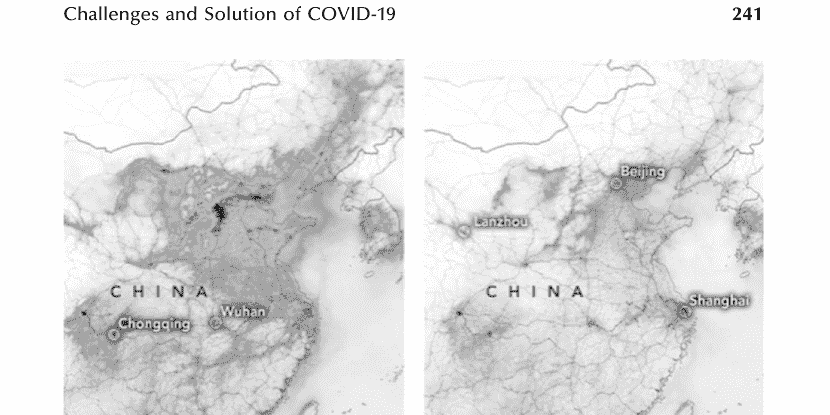 Challenges and Solution of COVID-19 241
Beijing
Lanzhou
CHINA
CHINA
Shanghai
Wuhan
Chongqing